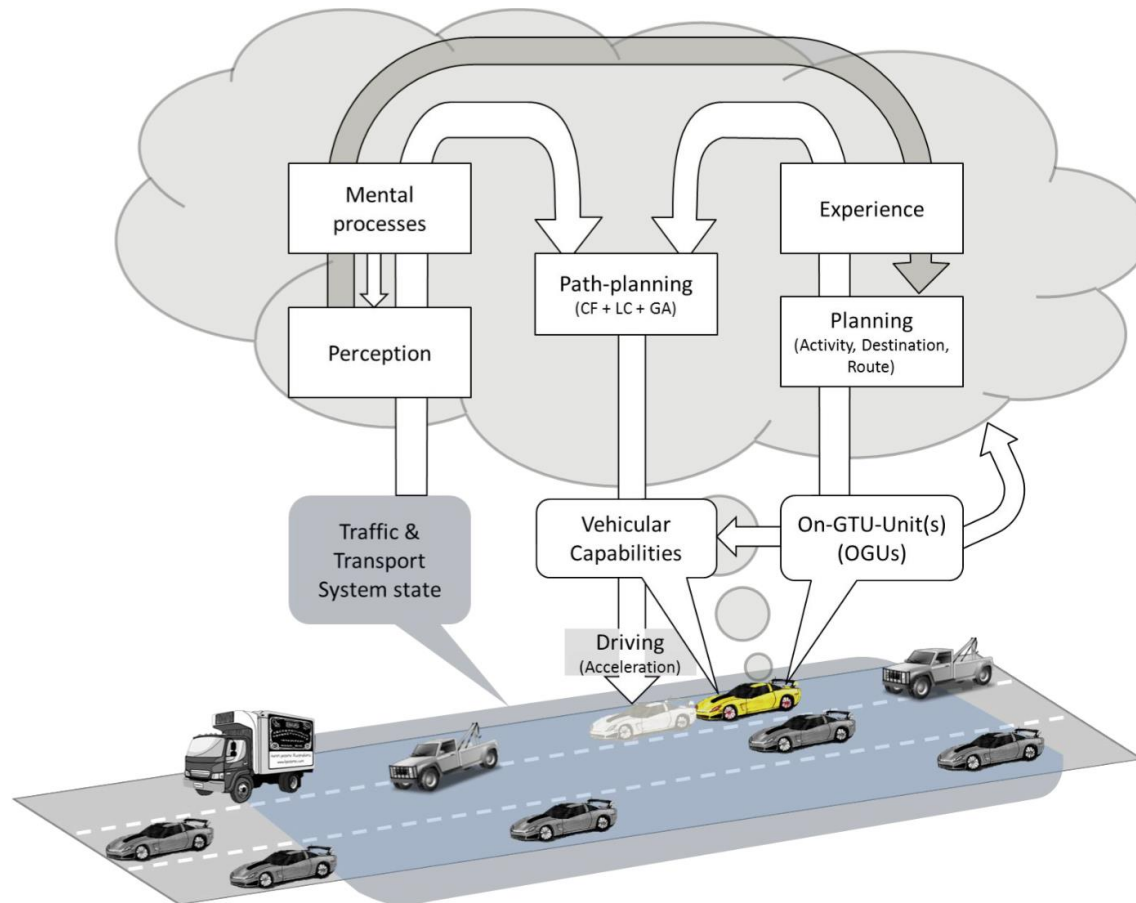 Mental
processes
Experience
Path-planning
(CF + LC + GA)
Perception
Planning
(Activity, Destination,
Route)
Traffic &
Transport
System state
Vehicular
Capabilities
On-GTU-Unit(s)
(OGUs)
Driving
(Acceleration)